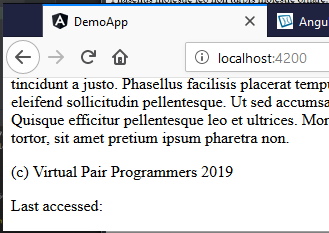 DemoApp
Angu
localhost:4200
tincidunt a justo. Phasellus facilisis placerat temp
eleifend sollicitudin pellentesque. Ut sed accumsa
Quisque efficitur pellentesque leo et ultrices. Mor
tortor, sit amet pretium ipsum pharetra non.
(c) Virtual Pair Programmers 2019
Last accessed: